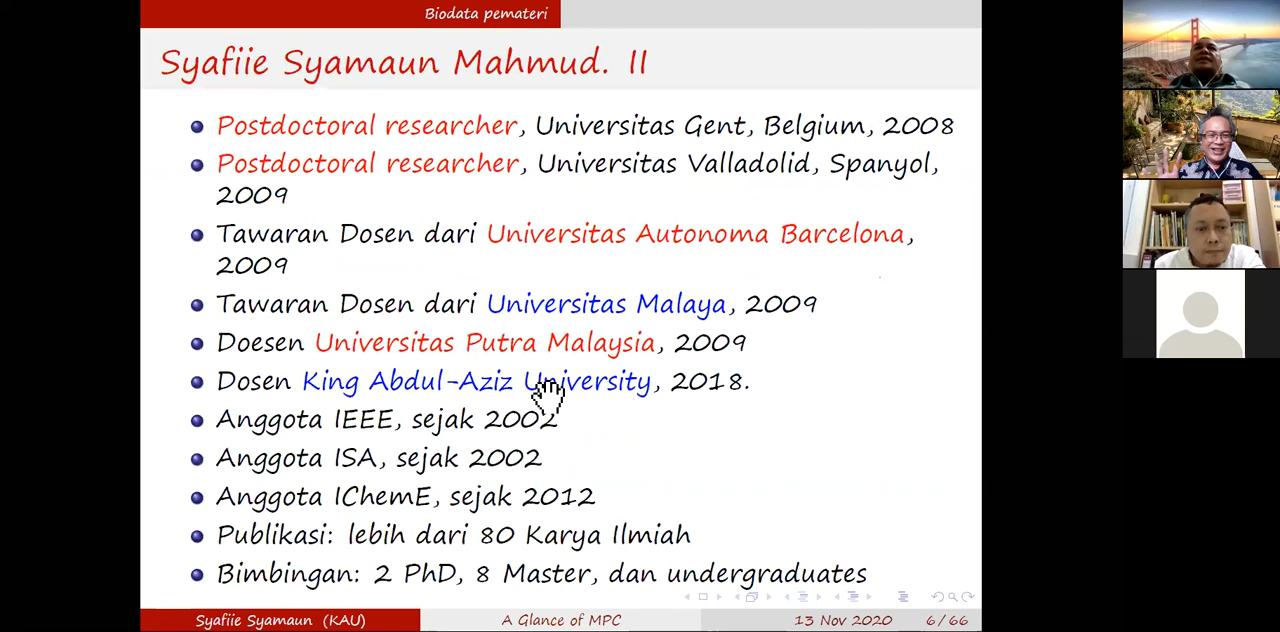 Biodata pemateri
Syafiie Syamaun Mahmud. II
Postdoctoral researcher, Universitas Gent, Belgium, 2008
Postdoctoral researcher, Universitas Valladolid, Spanyol,
2009
Tawaran Dosen dari Universitas Autonoma Barcelona,
2009
Tawaran Dosen dari Universitas Malaya, 2009
Doesen Universitas Putra Malaysia, 2009
Dosen King Abdul-Aziz University, 2018.
Anggota IEEE, sejak 2002
Anggota ISA, sejak 2002
Anggota IChemE, sejak 2012
Publikasi: lebih dari 80 Karya Ilmiah
Bimbingan: 2 PhD, 8 Master, dan undergraduates
Syafiie Syamaun (KAU) A Glance of MPC 13 Nov 2020 6/66